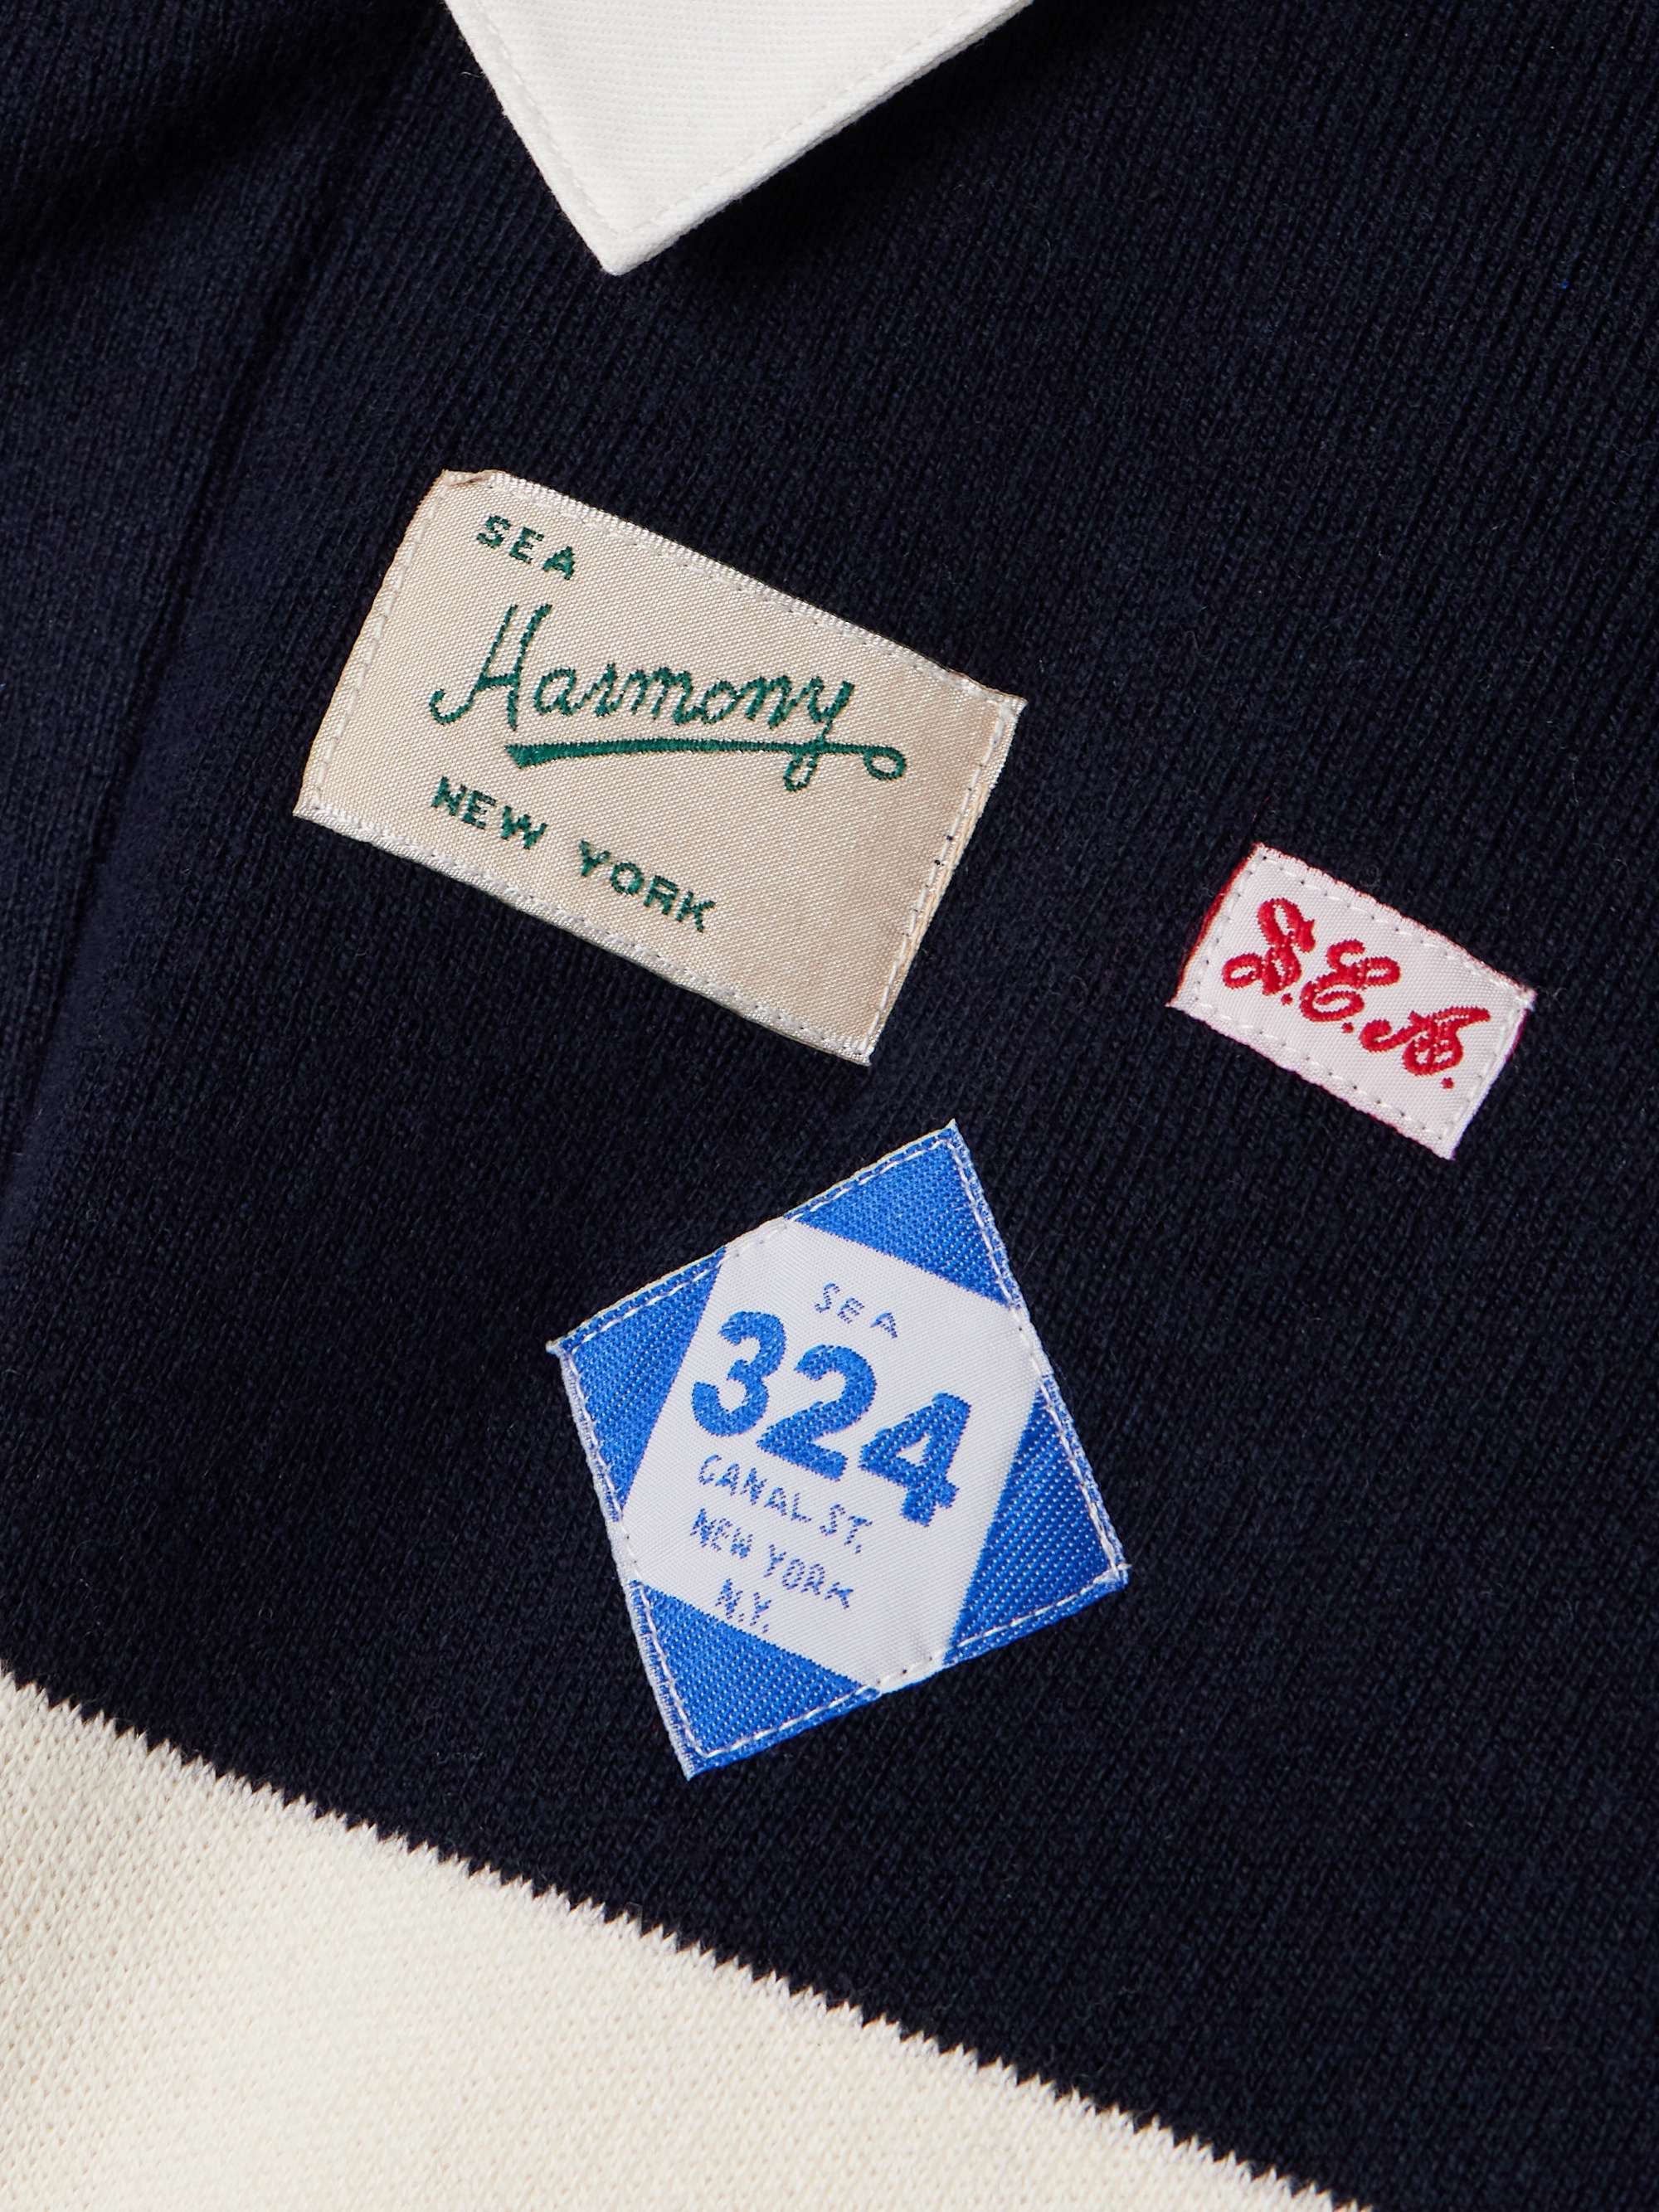 SEA
Harmony
NEW YORK
S.E.A.
SEA
324
CANAL ST.
NEW YORK
N.Y.